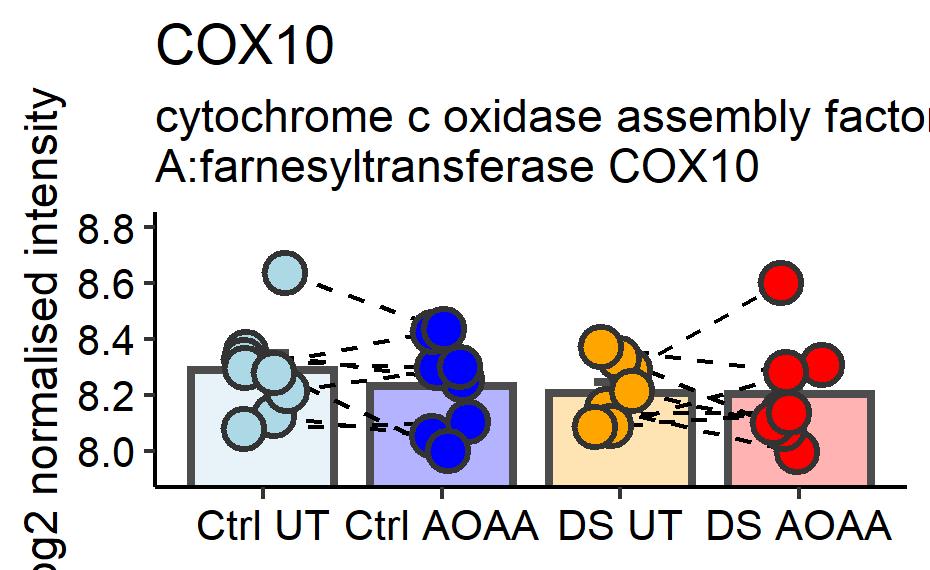 COX10
cytochrome c oxidase assembly factor
A:farnesyltransferase COX10
log2 normalised intensity
8.8
8.6
8.4
8.2
8.0
Ctrl UT
Ctrl AOAA
DS UT
DS AOAA